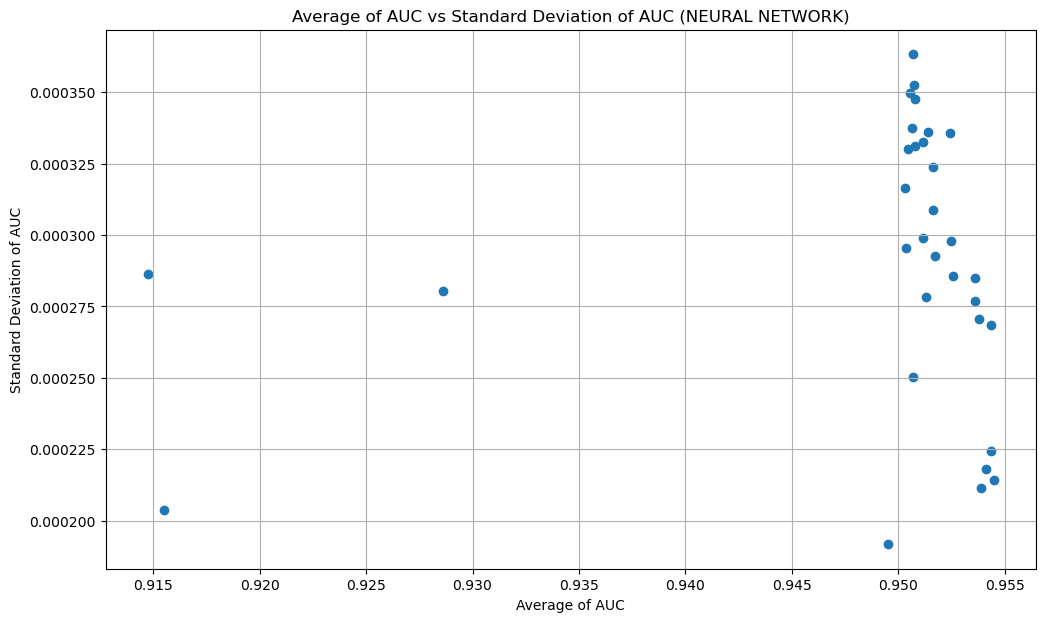 Average of AUC vs Standard Deviation of AUC (NEURAL NETWORK)
Standard Deviation of AUC
0.000350
0.000325
0.000300
0.000275
0.000250
0.000225
0.000200
0.915 0.920 0.925 0.930 0.935 0.940 0.945 0.950 0.955
Average of AUC